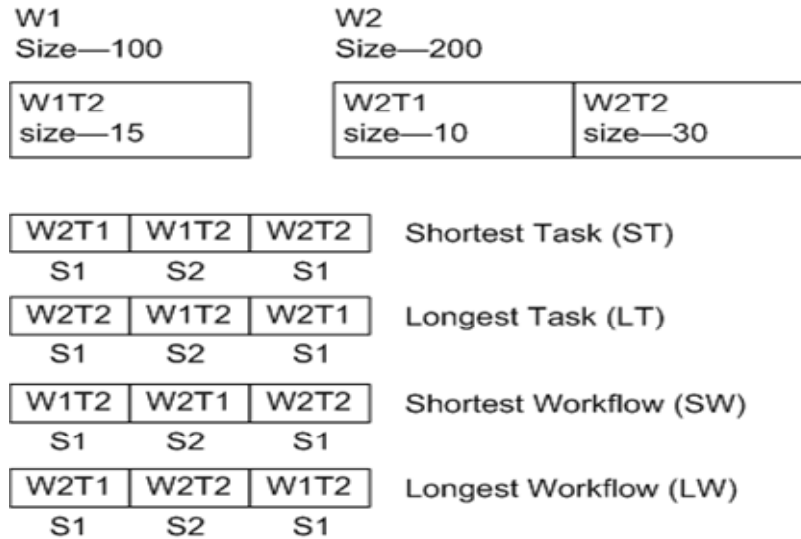 W1
Size—100
W2
Size—200
W1T2
size—15
W2T1
size—10
W2T2
size—30
W2T1 W1T2 W2T2 Shortest Task (ST)
S1 S2 S1
W2T2 W1T2 W2T1 Longest Task (LT)
S1 S2 S1
W1T2 W2T1 W2T2 Shortest Workflow (SW)
S1 S2 S1
W2T1 W2T2 W1T2 Longest Workflow (LW)
S1 S2 S1